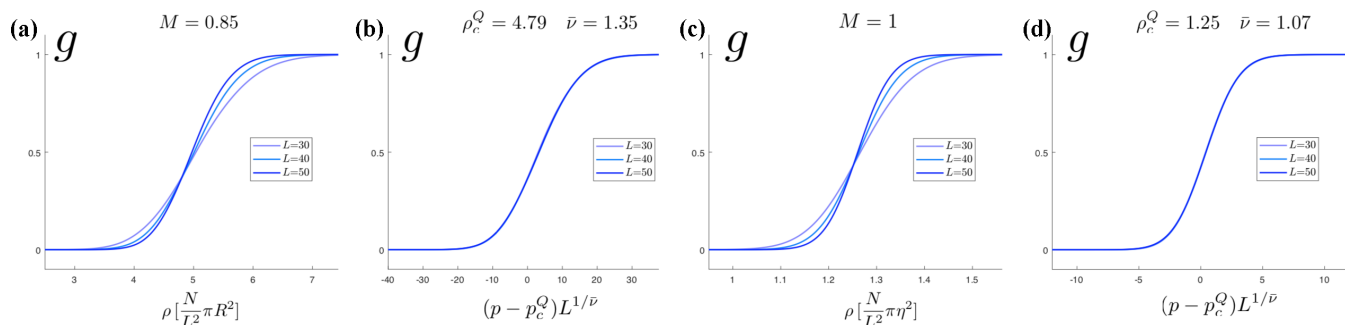 (a) g M = 0.85
1
0.5
0
3 4 5 6 7
L=30
L=40
L=50
ρ [N/L² πR²]
(b) g ρ_c^Q = 4.79 ν̄ = 1.35
1
0.5
0
-40 -30 -20 -10 0 10 20 30
L=30
L=40
L=50
(p − p_c^Q)L^{1/ν̄}
(c) g M = 1
1
0.5
0
1 1.1 1.2 1.3 1.4 1.5
L=30
L=40
L=50
ρ [N/L² πη²]
(d) g ρ_c^Q = 1.25 ν̄ = 1.07
1
0.5
0
-10 -5 0 5 10
L=30
L=40
L=50
(p − p_c^Q)L^{1/ν̄}